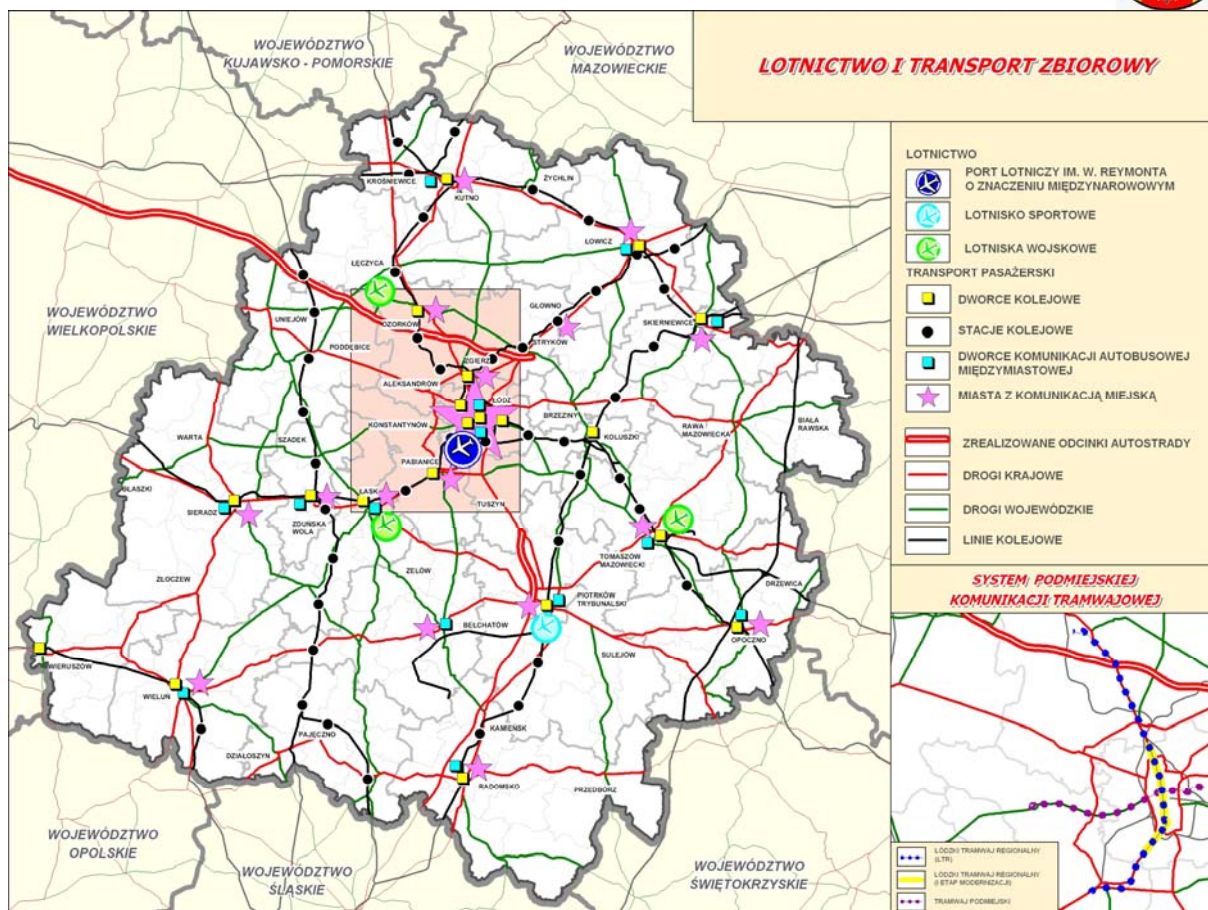 LOTNICTWO I TRANSPORT ZBIOROWY
WOJEWÓDZTWO
KUJAWSKO - POMORSKIE
WOJEWÓDZTWO
MAZOWIECKIE
WOJEWÓDZTWO
WIELKOPOLSKIE
WOJEWÓDZTWO
OPOLSKIE
WOJEWÓDZTWO
ŚLĄSKIE
WOJEWÓDZTWO
ŚWIĘTOKRZYSKIE
KROŚNIEWICE
KUTNO
ŻYCHLIN
ŁOWICZ
ŁĘCZYCA
UNIEJÓW
OZORKÓW
PODDĘBICE
GŁOWNO
STRYKÓW
SKIERNIEWICE
ZGIERZ
ALEKSANDRÓW
ŁÓDŹ
KONSTANTYNÓW
BRZEZINY
KOLUSZKI
RAWA
MAZOWIECKA
BIAŁA
RAWSKA
WARTA
SZADEK
PABIANICE
BŁASZKI
SIERADZ
ZDUŃSKA
WOLA
ŁASK
TUSZYN
TOMASZÓW
MAZOWIECKI
DRZEWICA
ZŁOCZEW
ZELÓW
PIOTRKÓW
TRYBUNALSKI
BEŁCHATÓW
SULEJÓW
OPOCZNO
WIERUSZÓW
WIELUŃ
PAJĘCZNO
DZIAŁOSZYN
KAMIEŃSK
RADOMSKO
PRZEDBÓRZ
LOTNICTWO
PORT LOTNICZY IM. W. REYMONTA
O ZNACZENIU MIĘDZYNAROWOWYM
LOTNISKO SPORTOWE
LOTNISKA WOJSKOWE
TRANSPORT PASAŻERSKI
DWORCE KOLEJOWE
STACJE KOLEJOWE
DWORCE KOMUNIKACJI AUTOBUSOWEJ
MIĘDZYMIASTOWEJ
MIASTA Z KOMUNIKACJĄ MIEJSKĄ
ZREALIZOWANE ODCINKI AUTOSTRADY
DROGI KRAJOWE
DROGI WOJEWÓDZKIE
LINIE KOLEJOWE
SYSTEM PODMIEJSKIEJ
KOMUNIKACJI TRAMWAJOWEJ
ŁÓDZKI TRAMWAJ REGIONALNY
(ŁTR)
ŁÓDZKI TRAMWAJ REGIONALNY
(I ETAP MODERNIZACJI)
TRAMWAJ PODMIEJSKI